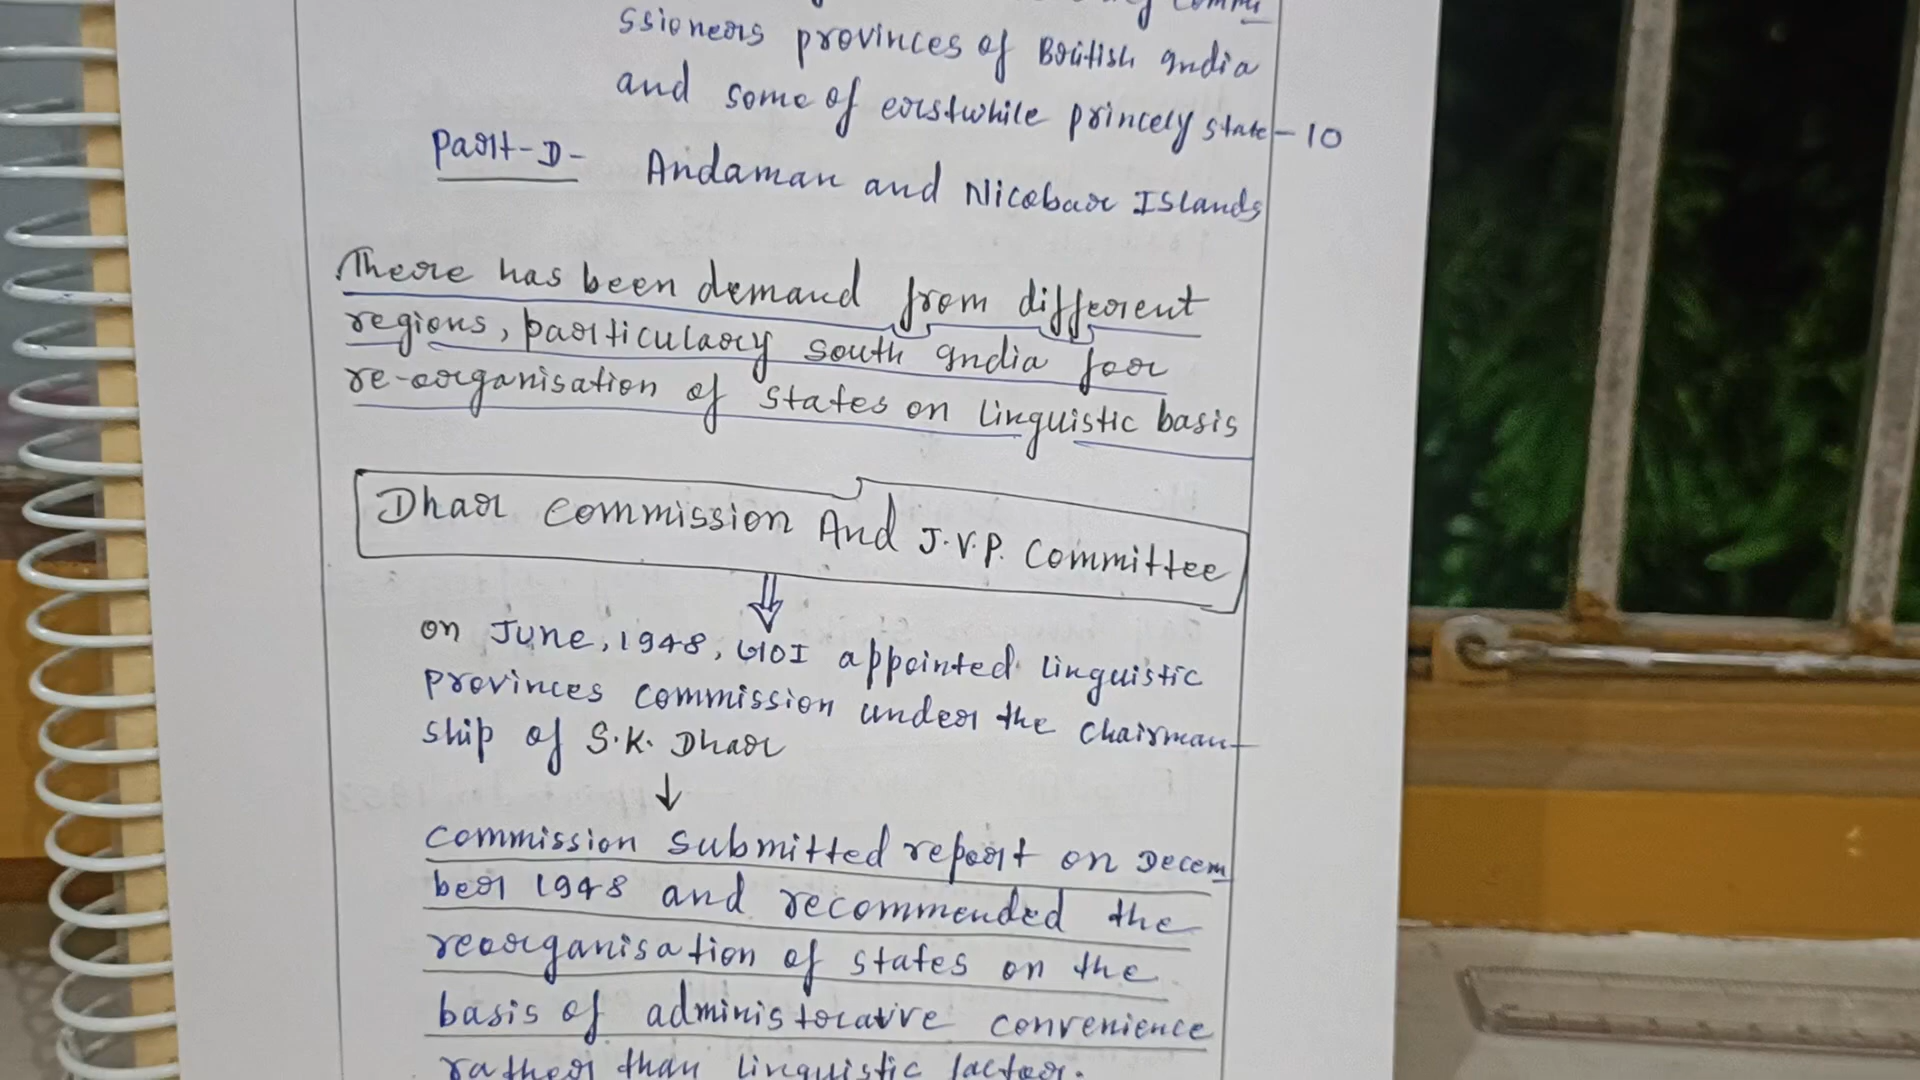 commi
ssioners provinces of British India
and some of erstwhile princely state - 10
Part-D- Andaman and Nicobar Islands
There has been demand from different
regions, particulary south India for
re-organisation of states on linguistic basis
Dhar Commission And J.V.P. Committee
on June, 1948, GOI appointed linguistic
provinces commission under the chairman-
ship of S.K. Dhar
commission submitted report on Decem
ber 1948 and recommended the
reorganisation of states on the
basis of administrative convenience
rather than linguistic factor.